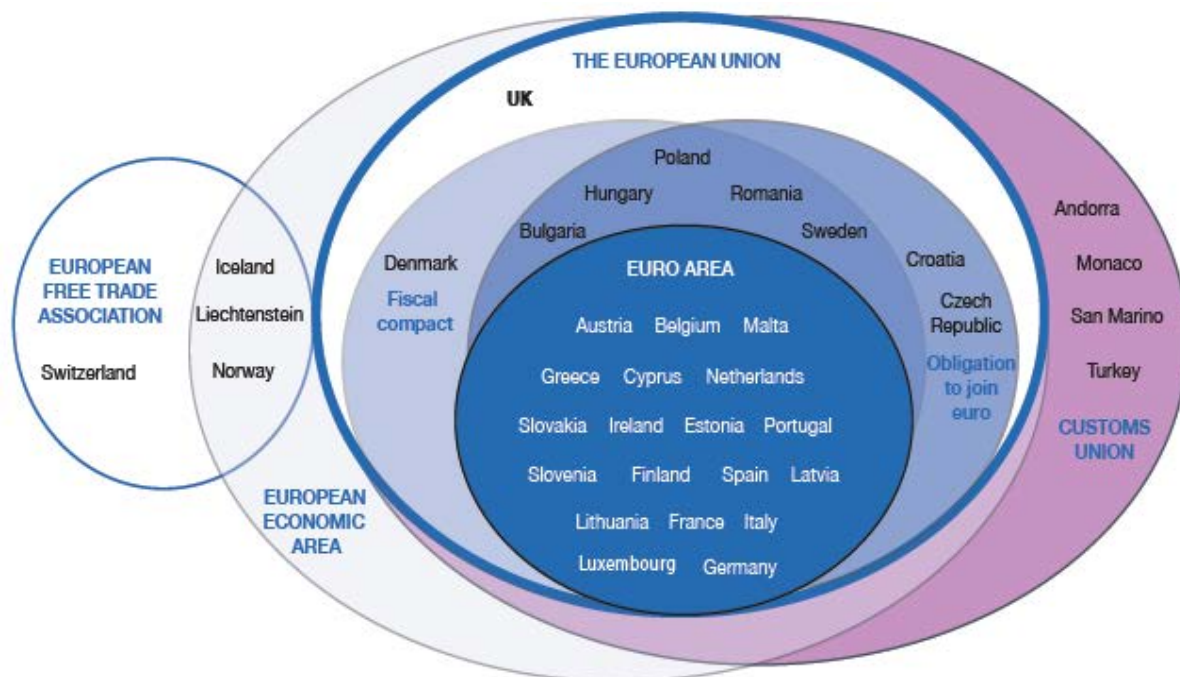 THE EUROPEAN UNION
UK
Poland
Hungary
Romania
Bulgaria
Sweden
Denmark
Fiscal
compact
Croatia
Czech
Republic
Obligation
to join
euro
EURO AREA
Austria Belgium Malta
Greece Cyprus Netherlands
Slovakia Ireland Estonia Portugal
Slovenia Finland Spain Latvia
Lithuania France Italy
Luxembourg Germany
EUROPEAN
FREE TRADE
ASSOCIATION
Switzerland
Iceland
Liechtenstein
Norway
EUROPEAN
ECONOMIC
AREA
Andorra
Monaco
San Marino
Turkey
CUSTOMS
UNION